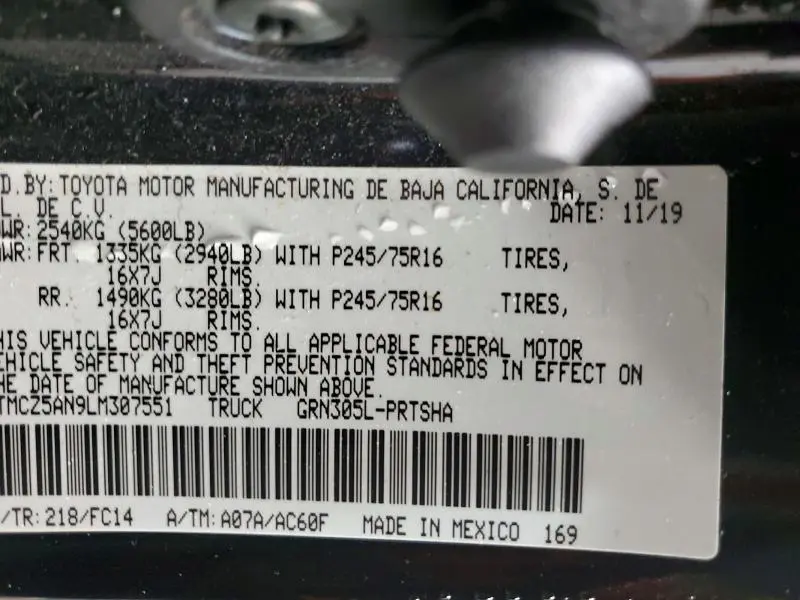 D. BY: TOYOTA MOTOR MANUFACTURING DE BAJA CALIFORNIA, S. DE
L. DE C.V. DATE: 11/19
WR: 2540KG (5600LB)
WR: FRT. 1335KG (2940LB) WITH P245/75R16 TIRES,
16X7J RIMS.
RR. 1490KG (3280LB) WITH P245/75R16 TIRES,
16X7J RIMS.
HIS VEHICLE CONFORMS TO ALL APPLICABLE FEDERAL MOTOR
EHICLE SAFETY AND THEFT PREVENTION STANDARDS IN EFFECT ON
HE DATE OF MANUFACTURE SHOWN ABOVE.
TMCZ5AN9LM307551 TRUCK GRN305L-PRTSHA
/TR: 218/FC14 A/TM: A07A/AC60F MADE IN MEXICO 169